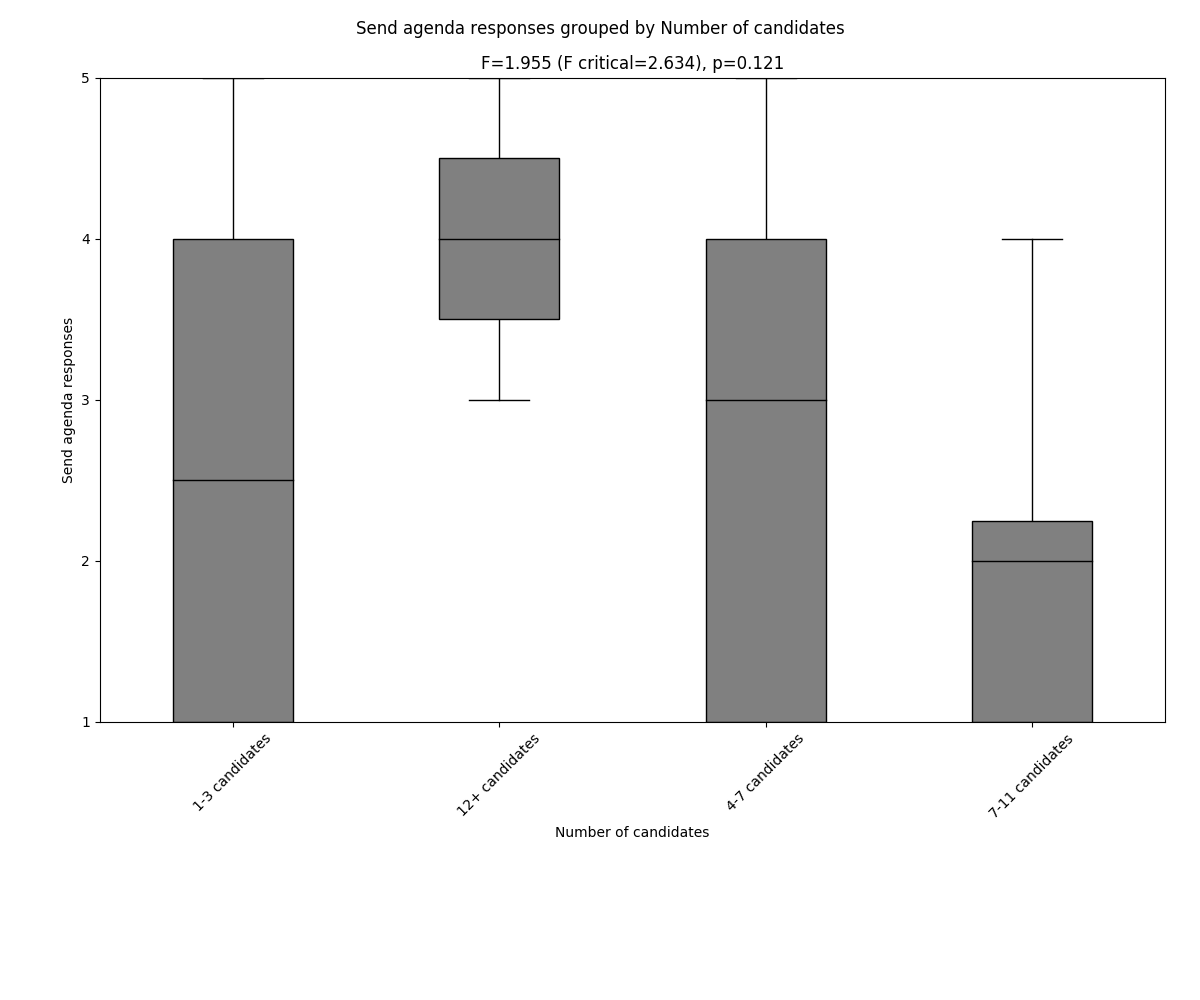 Send agenda responses grouped by Number of candidates
F=1.955 (F critical=2.634), p=0.121
5
4
3
2
1
Send agenda responses
1-3 candidates
12+ candidates
4-7 candidates
7-11 candidates
Number of candidates